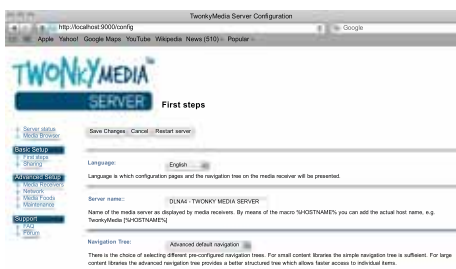 TwonkyMedia Server Configuration
http://localhost:9000/config
Google
Apple Yahoo! Google Maps YouTube Wikipedia News (510) Popular
TWONKYMEDIA™
SERVER
First steps
Server status
Media Browser
Save Changes Cancel Restart server
Basic Setup
First steps
Sharing
Language:
English
Language is which configuration pages and the navigation tree on the media receiver will be presented.
Advanced Setup
Media Receivers
Network
Media Feeds
Maintenance
Server name::
DLNA4 - TWONKY MEDIA SERVER
Name of the media server as displayed by media receivers. By means of the macro %HOSTNAME% you can add the actual host name, e.g.
TwonkyMedia [%HOSTNAME%]
Support
FAQ
Forum
Navigation Tree:
Advanced default navigation
There is the choice of selecting different pre-configured navigation trees. For small content libraries the simple navigation tree is suffieient. For large
content libraries the advanced navigation tree provides a better structured tree which allows faster access to individual items.